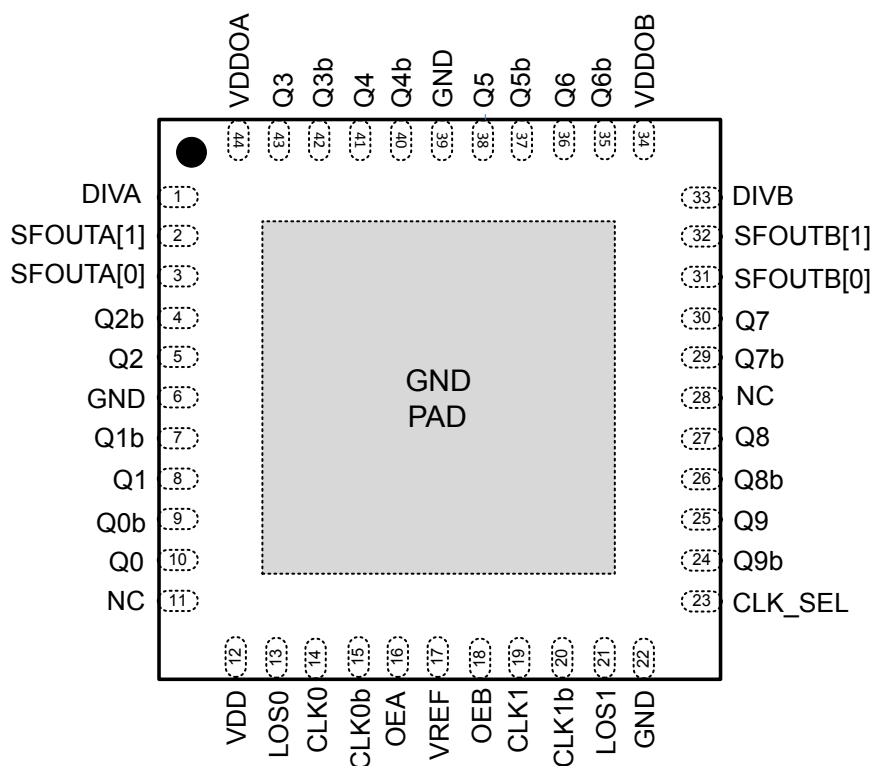 VDDOA
Q3
Q3b
Q4
Q4b
GND
Q5
Q5b
Q6
Q6b
VDDOB
44
43
42
41
40
39
38
37
36
35
34
DIVA
1
33
DIVB
SFOUTA[1]
2
32
SFOUTB[1]
SFOUTA[0]
3
31
SFOUTB[0]
Q2b
4
30
Q7
Q2
5
29
Q7b
GND
6
28
NC
Q1b
7
27
Q8
Q1
8
26
Q8b
Q0b
9
25
Q9
Q0
10
24
Q9b
NC
11
23
CLK_SEL
GND
PAD
12
13
14
15
16
17
18
19
20
21
22
VDD
LOS0
CLK0
CLK0b
OEA
VREF
OEB
CLK1
CLK1b
LOS1
GND